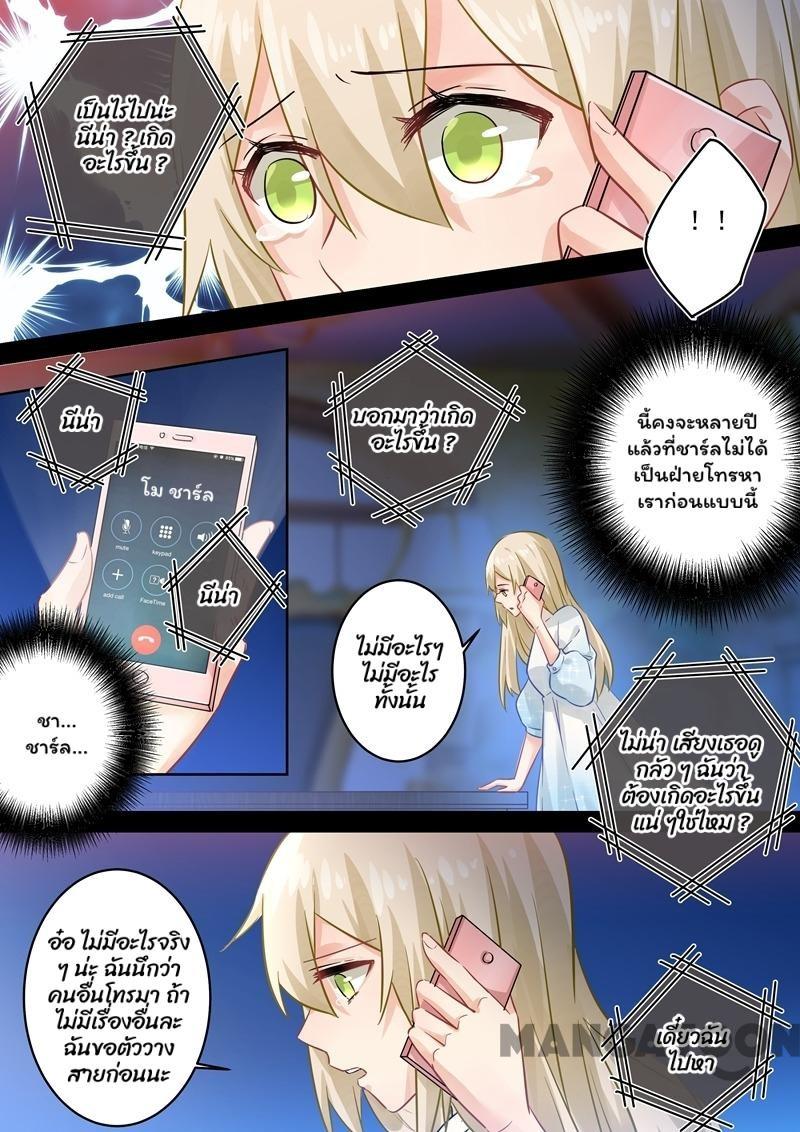 เป็นไรไปน่ะ
นีน่า ? เกิด
อะไรขึ้น ?
! !
นี้คงจะหลายปี
แล้วที่ชาร์ลไม่ได้
เป็นฝ่ายโทรหา
เราก่อนแบบนี้
นีน่า
บอกมาว่าเกิด
อะไรขึ้น ?
85%
โม ชาร์ล
mute
keypad
add call
FaceTime
นีน่า
ไม่มีอะไรๆ
ไม่มีอะไร
ทั้งนั้น
ชา...
ชาร์ล...
ไม่น่า เสียงเธอดู
กลัว ๆ ฉันว่า
ต้องเกิดอะไรขึ้น
แน่ ๆใช่ไหม ?
อ๋อ ไม่มีอะไรจริง
ๆ น่ะ ฉันนึกว่า
คนอื่นโทรมา ถ้า
ไม่มีเรื่องอื่นละ
ฉันขอตัววาง
สายก่อนนะ
เดี๋ยวฉัน
ไปหา